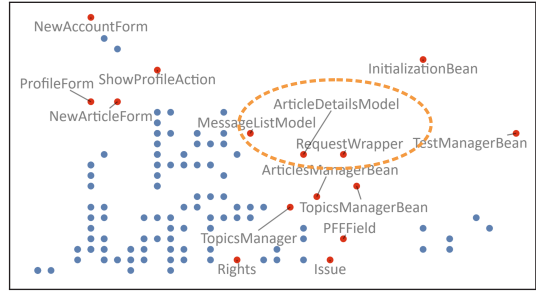 NewAccountForm
InitializationBean
ShowProfileAction
ProfileForm
ArticleDetailsModel
NewArticleForm
MessageListModel
RequestWrapper
TestManagerBean
ArticlesManagerBean
TopicsManagerBean
TopicsManager
PFFField
Rights
Issue